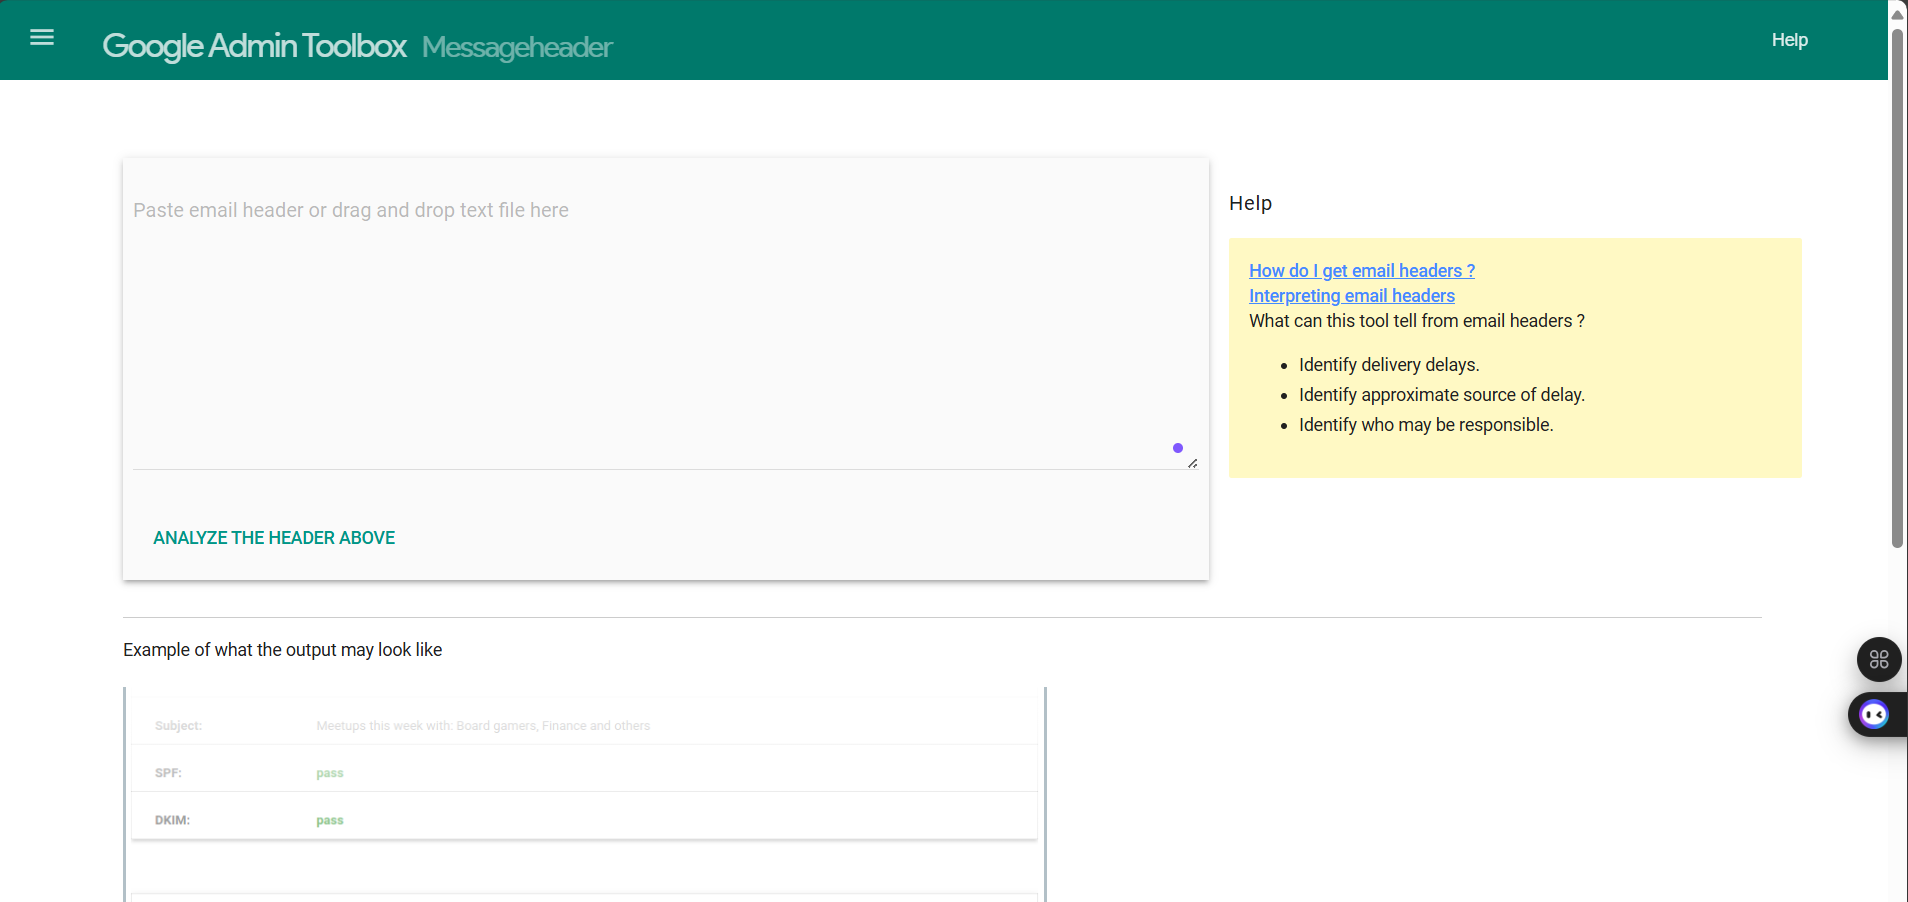 Google Admin Toolbox Messageheader
Help
Paste email header or drag and drop text file here
ANALYZE THE HEADER ABOVE
Help
How do I get email headers ?
Interpreting email headers
What can this tool tell from email headers ?
Identify delivery delays.
Identify approximate source of delay.
Identify who may be responsible.
Example of what the output may look like
Subject: Meetups this week with: Board gamers, Finance and others
SPF: pass
DKIM: pass